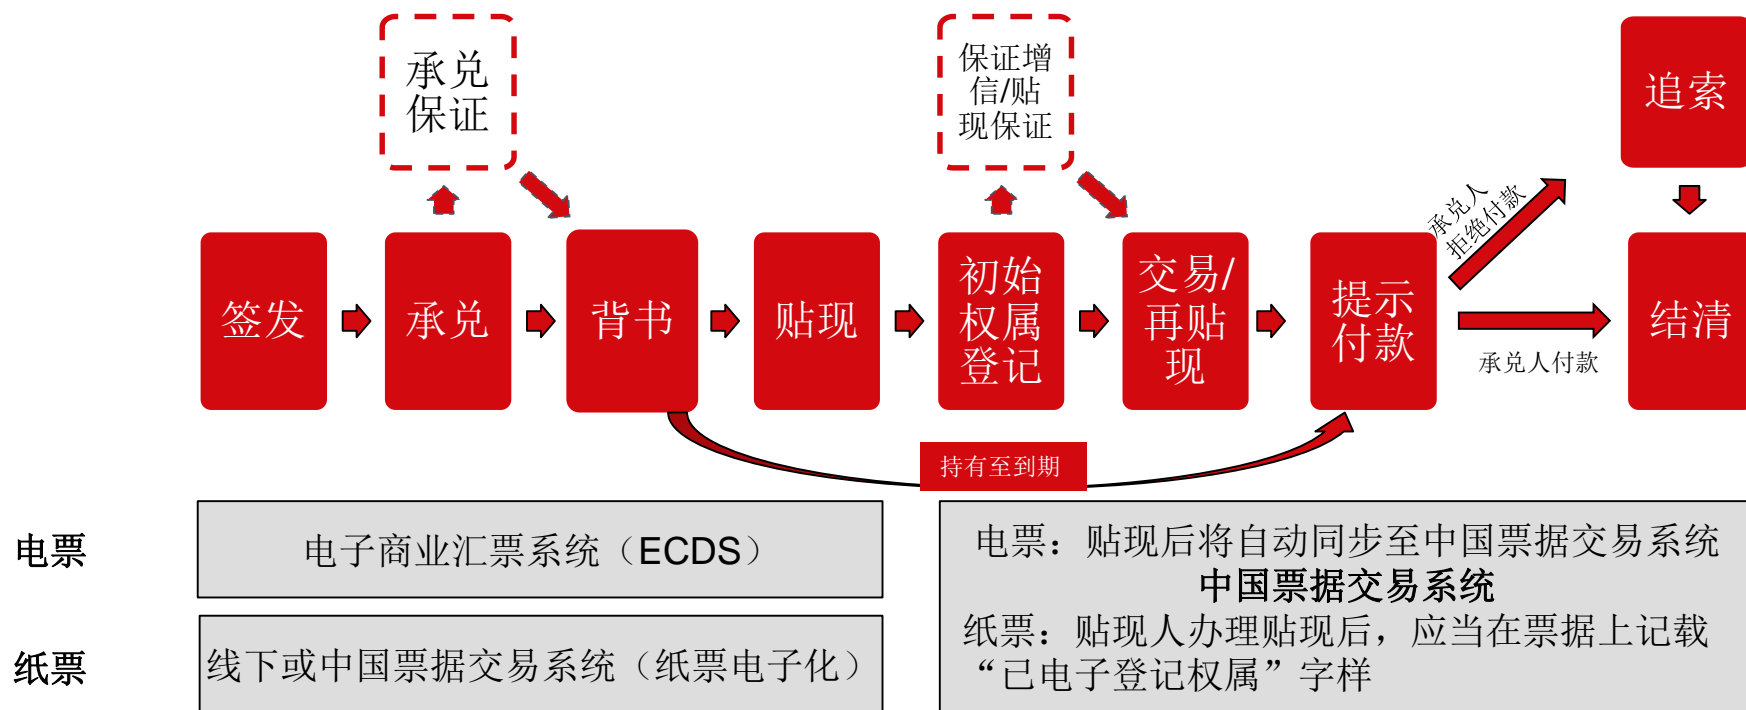 承兑
保证
保证增
信/贴
现保证
追索
签发
承兑
背书
贴现
初始
权属
登记
交易/
再贴
现
提示
付款
承兑人
拒绝付款
承兑人付款
结清
持有至到期
电票
电子商业汇票系统（ECDS）
纸票
线下或中国票据交易系统（纸票电子化）
电票：贴现后将自动同步至中国票据交易系统
中国票据交易系统
纸票：贴现人办理贴现后，应当在票据上记载
“已电子登记权属”字样